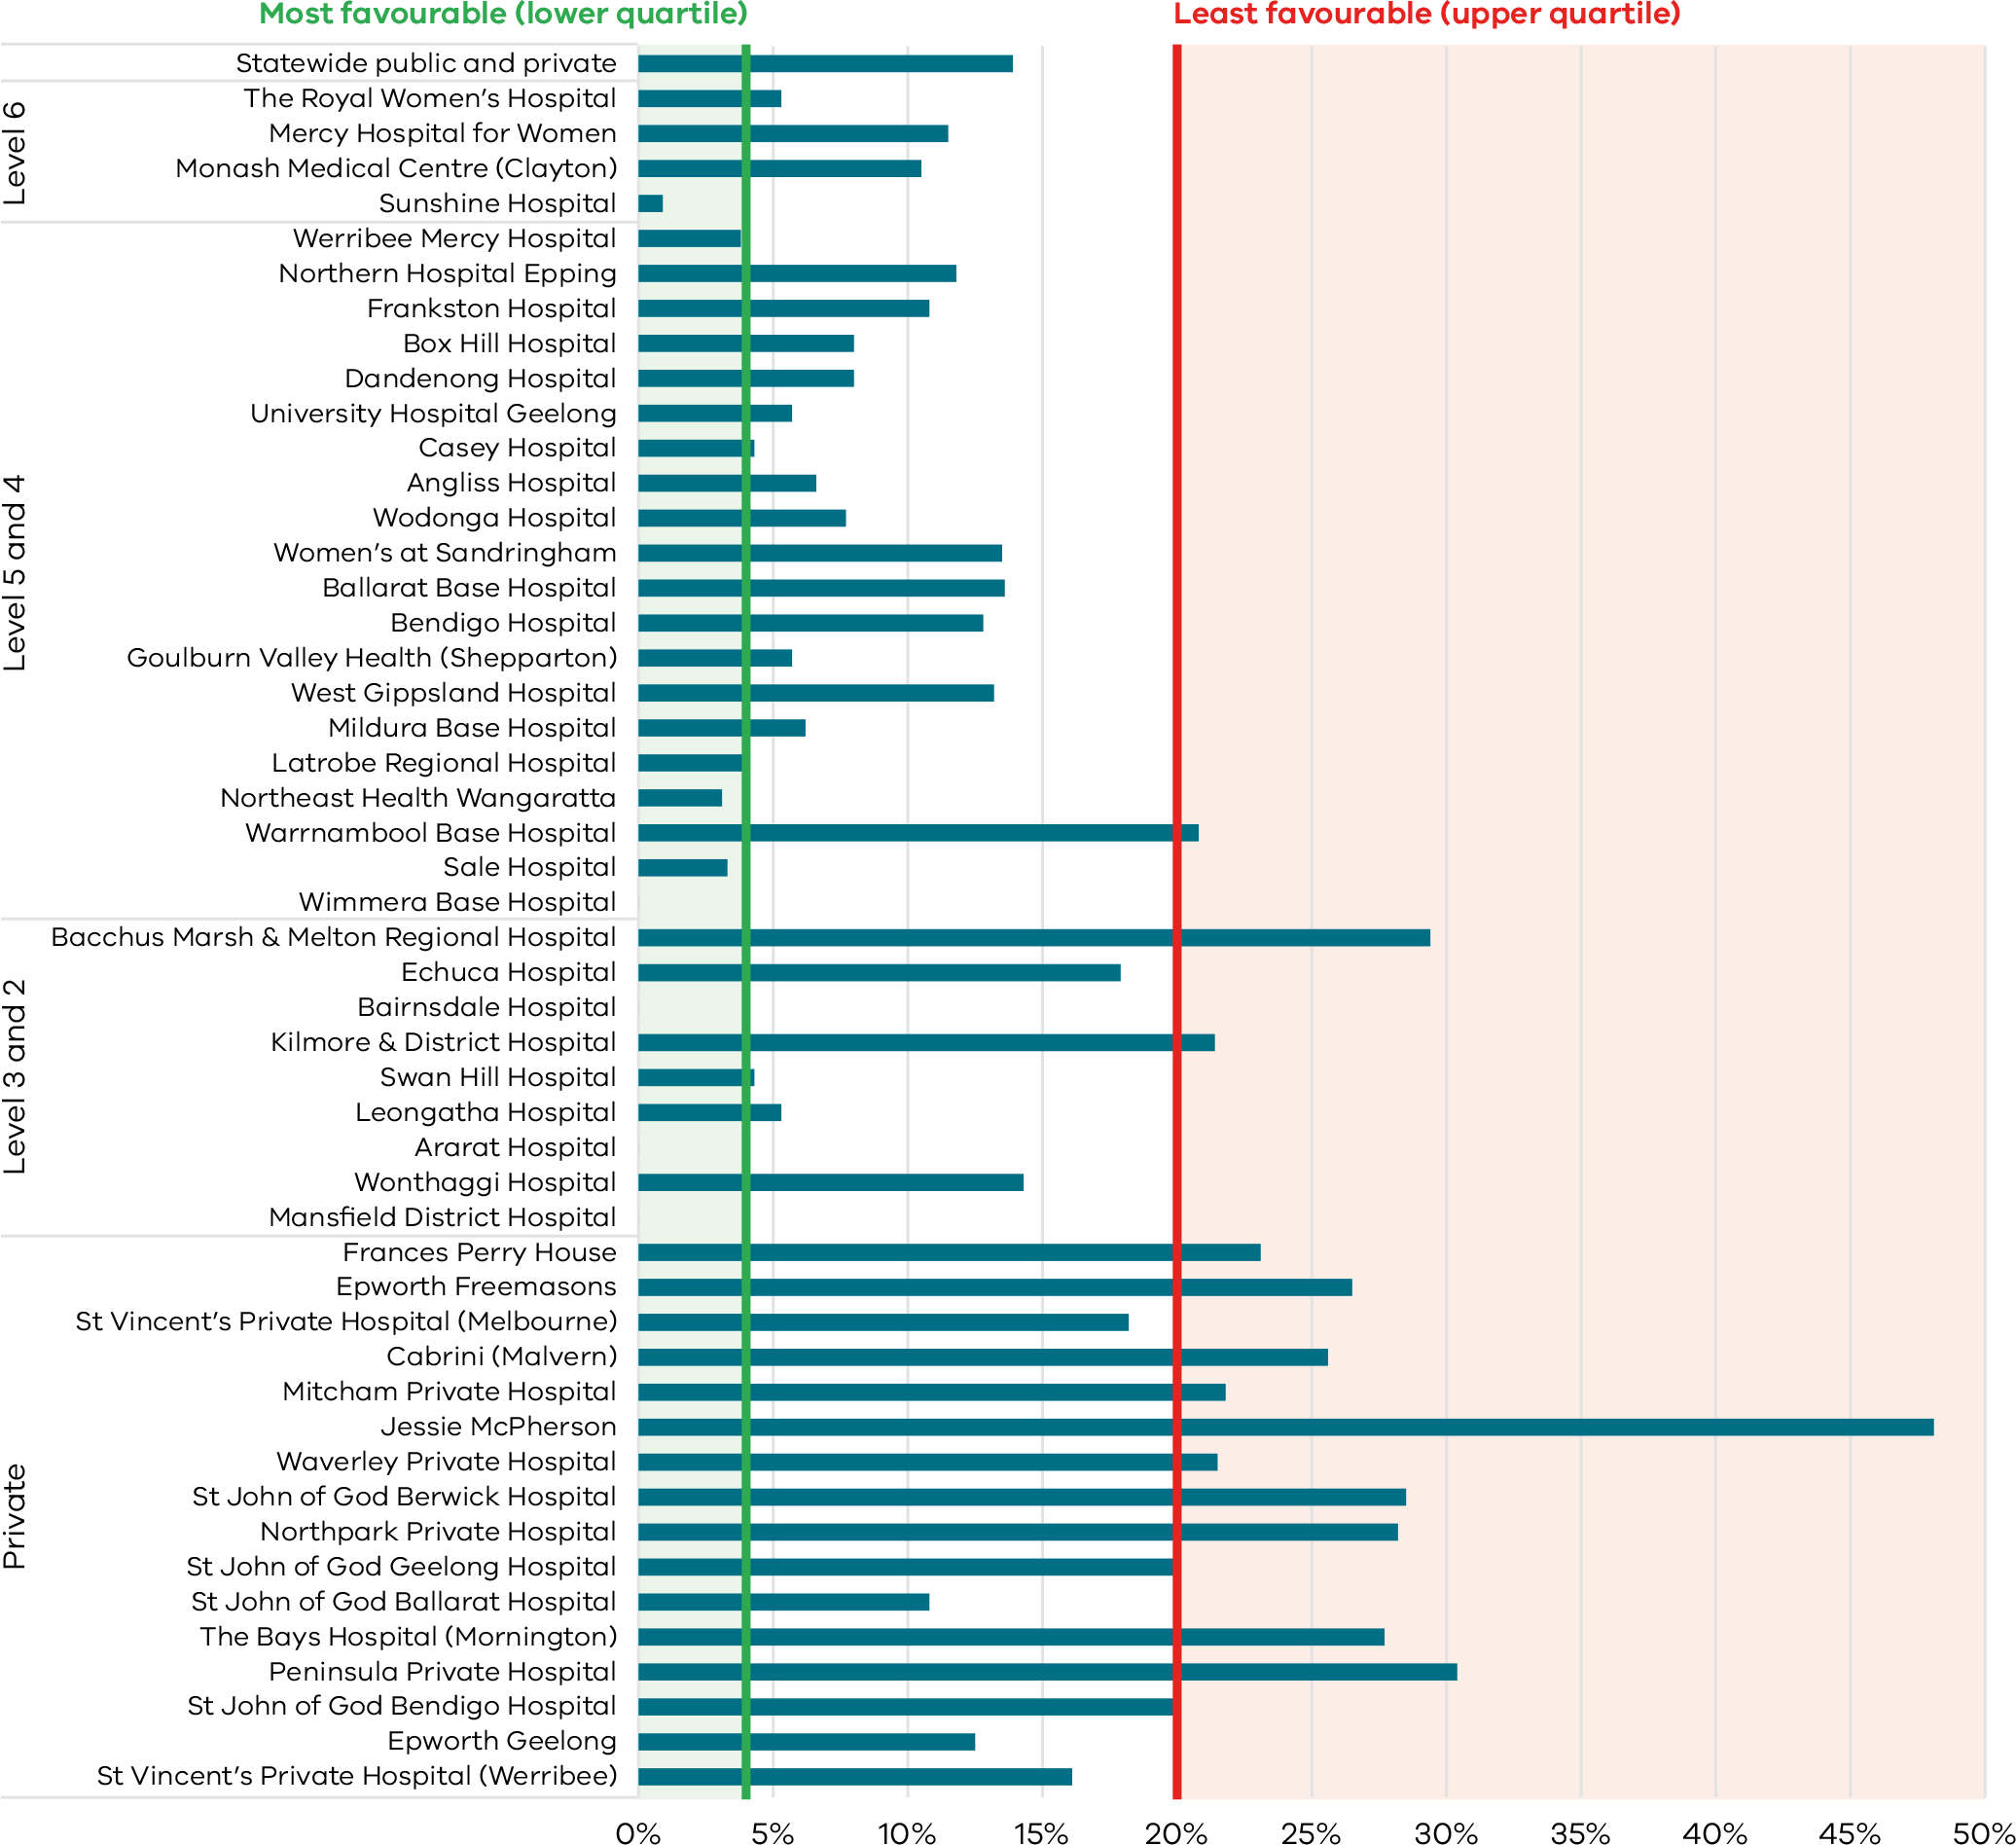 Most favourable (lower quartile)
Least favourable (upper quartile)
Statewide public and private
Level 6
The Royal Women’s Hospital
Mercy Hospital for Women
Monash Medical Centre (Clayton)
Sunshine Hospital
Level 5 and 4
Werribee Mercy Hospital
Northern Hospital Epping
Frankston Hospital
Box Hill Hospital
Dandenong Hospital
University Hospital Geelong
Casey Hospital
Angliss Hospital
Wodonga Hospital
Women’s at Sandringham
Ballarat Base Hospital
Bendigo Hospital
Goulburn Valley Health (Shepparton)
West Gippsland Hospital
Mildura Base Hospital
Latrobe Regional Hospital
Northeast Health Wangaratta
Warrnambool Base Hospital
Sale Hospital
Wimmera Base Hospital
Level 3 and 2
Bacchus Marsh & Melton Regional Hospital
Echuca Hospital
Bairnsdale Hospital
Kilmore & District Hospital
Swan Hill Hospital
Leongatha Hospital
Ararat Hospital
Wonthaggi Hospital
Mansfield District Hospital
Private
Frances Perry House
Epworth Freemasons
St Vincent’s Private Hospital (Melbourne)
Cabrini (Malvern)
Mitcham Private Hospital
Jessie McPherson
Waverley Private Hospital
St John of God Berwick Hospital
Northpark Private Hospital
St John of God Geelong Hospital
St John of God Ballarat Hospital
The Bays Hospital (Mornington)
Peninsula Private Hospital
St John of God Bendigo Hospital
Epworth Geelong
St Vincent’s Private Hospital (Werribee)
0% 5% 10% 15% 20% 25% 30% 35% 40% 45% 50%